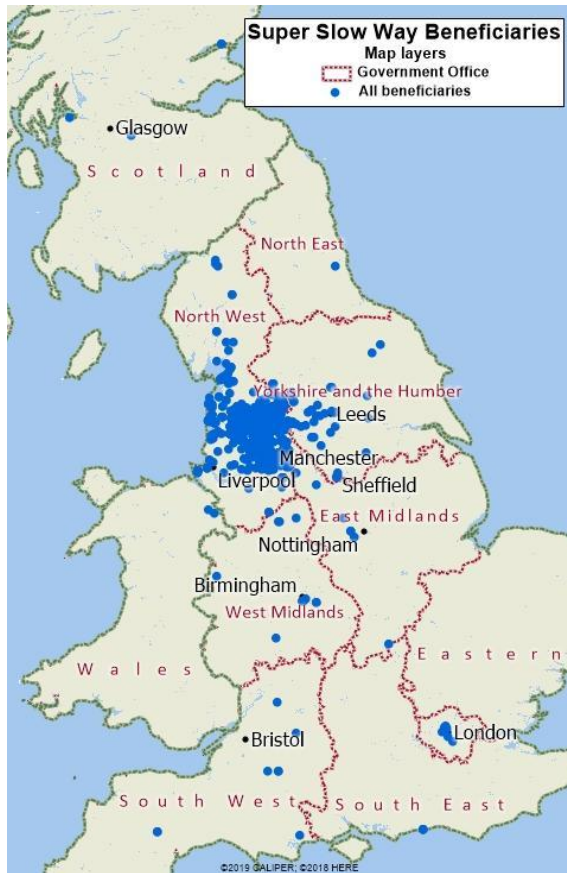 Super Slow Way Beneficiaries
Map layers
Government Office
All beneficiaries
Glasgow
Scotland
North East
North West
Yorkshire and the Humber
Leeds
Manchester
Liverpool
Sheffield
East Midlands
Nottingham
Birmingham
West Midlands
Wales
Eastern
London
Bristol
South West
South East
©2019 CALIPER; ©2018 HERE